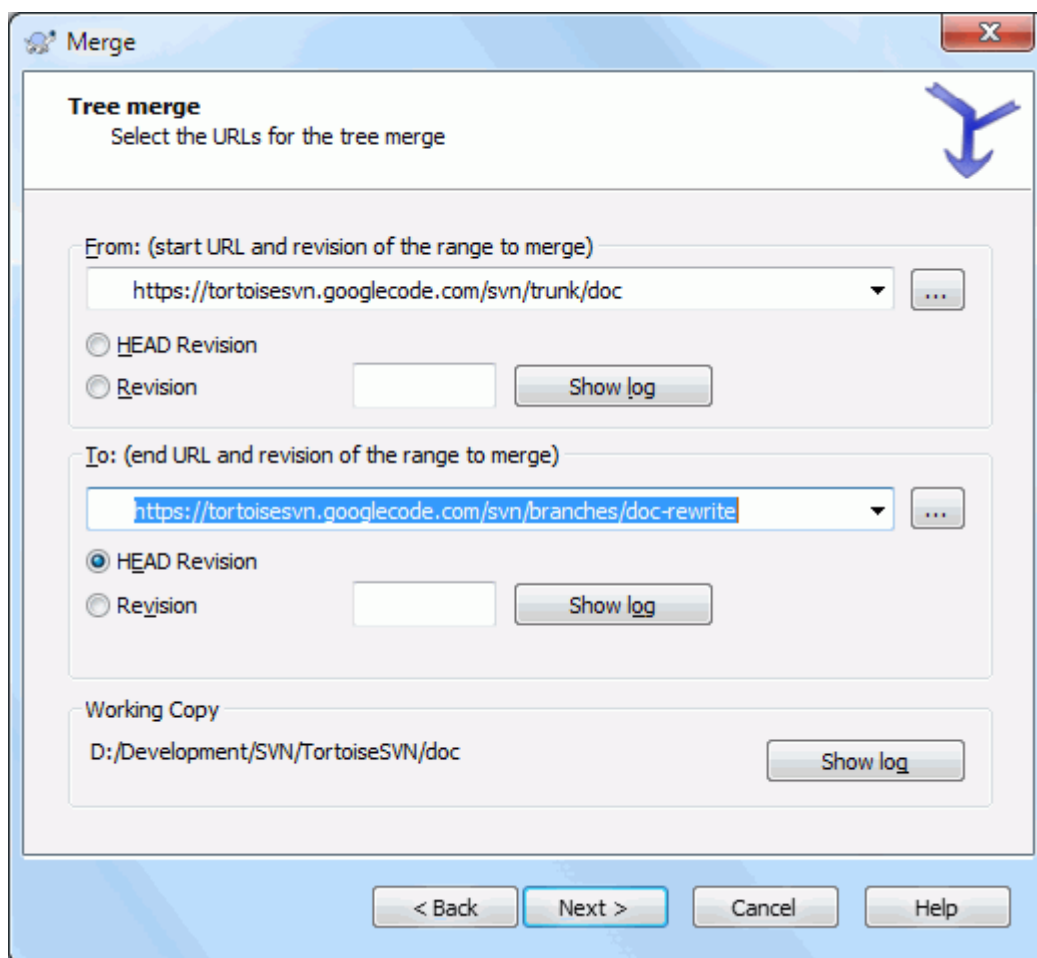 Merge
Tree merge
Select the URLs for the tree merge
From: (start URL and revision of the range to merge)
https://tortoisesvn.googlecode.com/svn/trunk/doc
...
HEAD Revision
Revision
Show log
To: (end URL and revision of the range to merge)
https://tortoisesvn.googlecode.com/svn/branches/doc-rewrite
...
HEAD Revision
Revision
Show log
Working Copy
D:/Development/SVN/TortoiseSVN/doc
Show log
< Back Next > Cancel Help